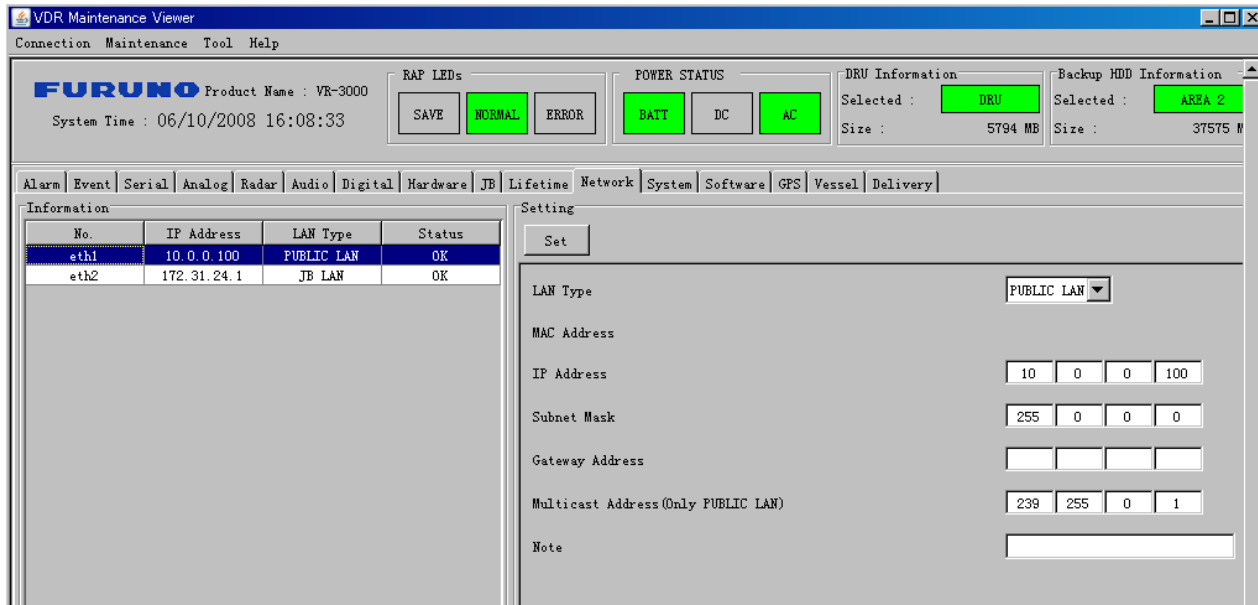 VDR Maintenance Viewer
Connection Maintenance Tool Help
FURUNO Product Name : VR-3000
System Time : 06/10/2008 16:08:33
RAP LEDs
SAVE NORMAL ERROR
POWER STATUS
BATT DC AC
DRU Information
Selected : DRU
Size : 5794 MB
Backup HDD Information
Selected : AREA 2
Size : 37575
Alarm Event Serial Analog Radar Audio Digital Hardware JB Lifetime Network System Software GPS Vessel Delivery
Information
No. IP Address LAN Type Status
eth1 10.0.0.100 PUBLIC LAN OK
eth2 172.31.24.1 JB LAN OK
Setting
Set
LAN Type PUBLIC LAN
MAC Address
IP Address 10 0 0 100
Subnet Mask 255 0 0 0
Gateway Address
Multicast Address(Only PUBLIC LAN) 239 255 0 1
Note